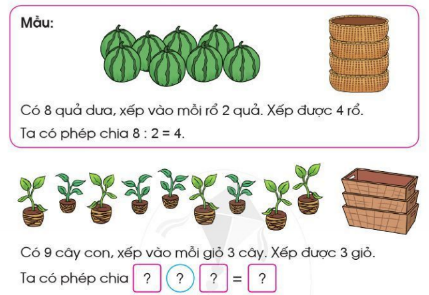 Mẫu:
Có 8 quả dưa, xếp vào mỗi rổ 2 quả. Xếp được 4 rổ.
Ta có phép chia 8 : 2 = 4.
Có 9 cây con, xếp vào mỗi giỏ 3 cây. Xếp được 3 giỏ.
Ta có phép chia ? ? ? = ?